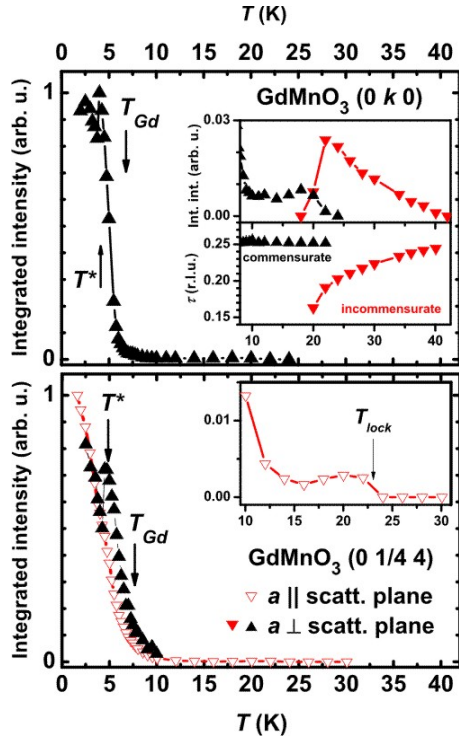 T (K)
0 5 10 15 20 25 30 35 40
Integrated intensity (arb. u.)
1
0
T_Gd
T*
GdMnO₃ (0 k 0)
Int. int. (arb. u.)
0.03
0.00
τ (r.l.u.)
0.25
0.20
0.15
commensurate
incommensurate
10 15 20 25 30 35 40
Integrated intensity (arb. u.)
1
0
T*
T_Gd
0.01
0.00
T_lock
10 15 20 25 30
GdMnO₃ (0 1/4 4)
▽ a || scatt. plane
▼ ▲ a ⊥ scatt. plane
0 5 10 15 20 25 30 35 40
T (K)